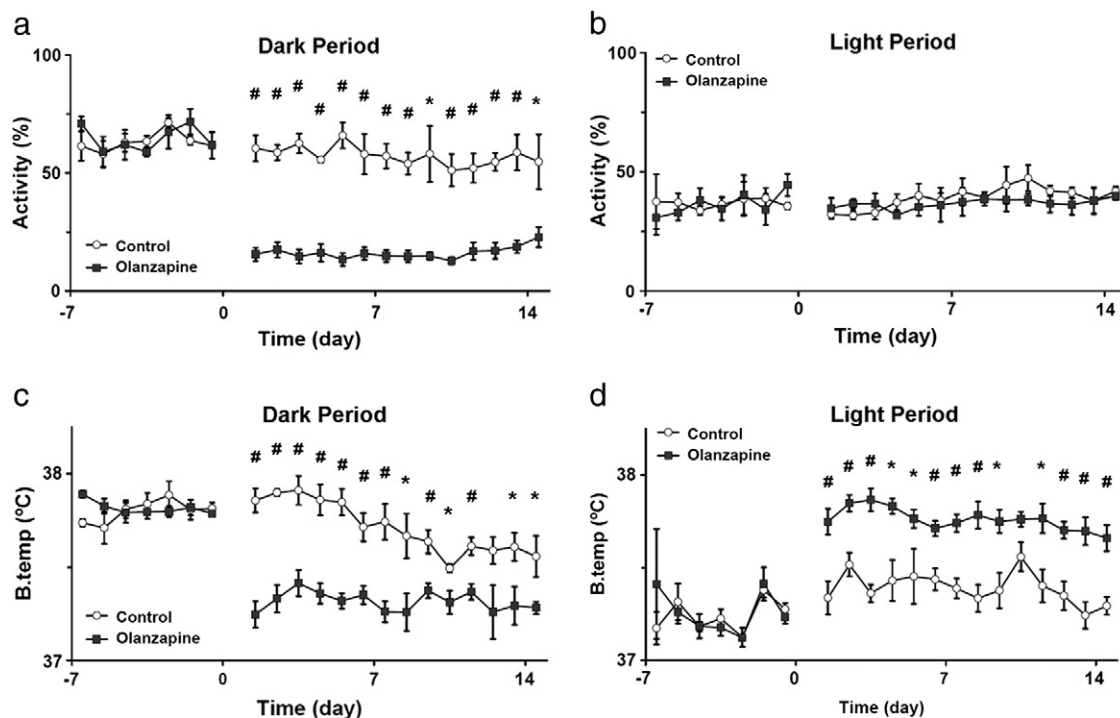 a
Dark Period
100
# # # # # # # # * # # # # *
Activity (%)
50
Control
Olanzapine
0
-7 0 7 14
Time (day)
b
Light Period
100
Control
Olanzapine
Activity (%)
50
0
-7 0 7 14
Time (day)
c
Dark Period
38
# # # # # # # * # * # * *
B.temp (ºC)
Control
Olanzapine
37
-7 0 7 14
Time (day)
d
Light Period
Control
Olanzapine
38
# # # * * # # # * * # # #
B.temp (ºC)
37
-7 0 7 14
Time (day)